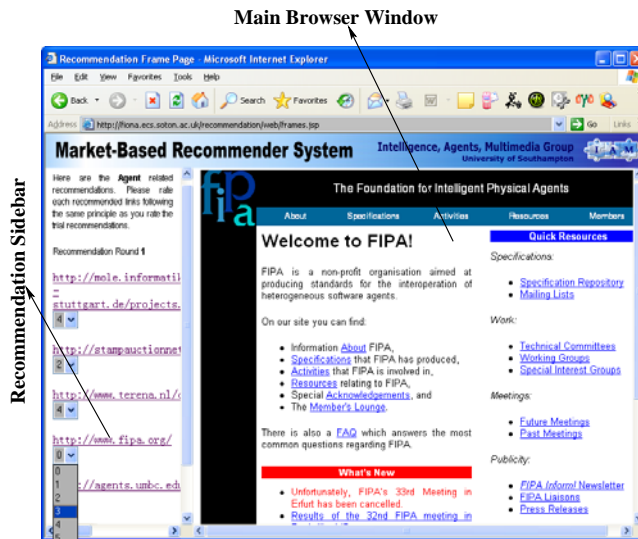 Main Browser Window
Recommendation Frame Page - Microsoft Internet Explorer
File Edit View Favorites Tools Help
Back Search Favorites
Address http://fiona.ecs.soton.ac.uk/recommendation/web/frames.jsp Go Links
Market-Based Recommender System
Intelligence, Agents, Multimedia Group
University of Southampton
I A M
Recommendation Sidebar
Here are the Agent related
recommendations. Please rate
each recommended links following
the same principle as you rate the
trial recommendations.
Recommendation Round 1
http://mole.informatik
-
stuttgart.de/projects.
4
http://stampauctionnet
2
http://www.terena.nl/
4
http://www.fipa.org/
0
0
1
2
3
4
5
://agents.umbc.edu
fipa
The Foundation for Intelligent Physical Agents
About Specifications Activities Resources Members
Welcome to FIPA!
FIPA is a non-profit organisation aimed at
producing standards for the interoperation of
heterogeneous software agents.
On our site you can find:
• Information About FIPA,
• Specifications that FIPA has produced,
• Activities that FIPA is involved in,
• Resources relating to FIPA,
• Special Acknowledgements, and
• The Member's Lounge.
There is also a FAQ which answers the most
common questions regarding FIPA.
What's New
• Unfortunately, FIPA's 33rd Meeting in
Erfurt has been cancelled.
• Results of the 32nd FIPA meeting in
Quick Resources
Specifications:
• Specification Repository
• Mailing Lists
Work:
• Technical Committees
• Working Groups
• Special Interest Groups
Meetings:
• Future Meetings
• Past Meetings
Publicity:
• FIPA Inform! Newsletter
• FIPA Liaisons
• Press Releases